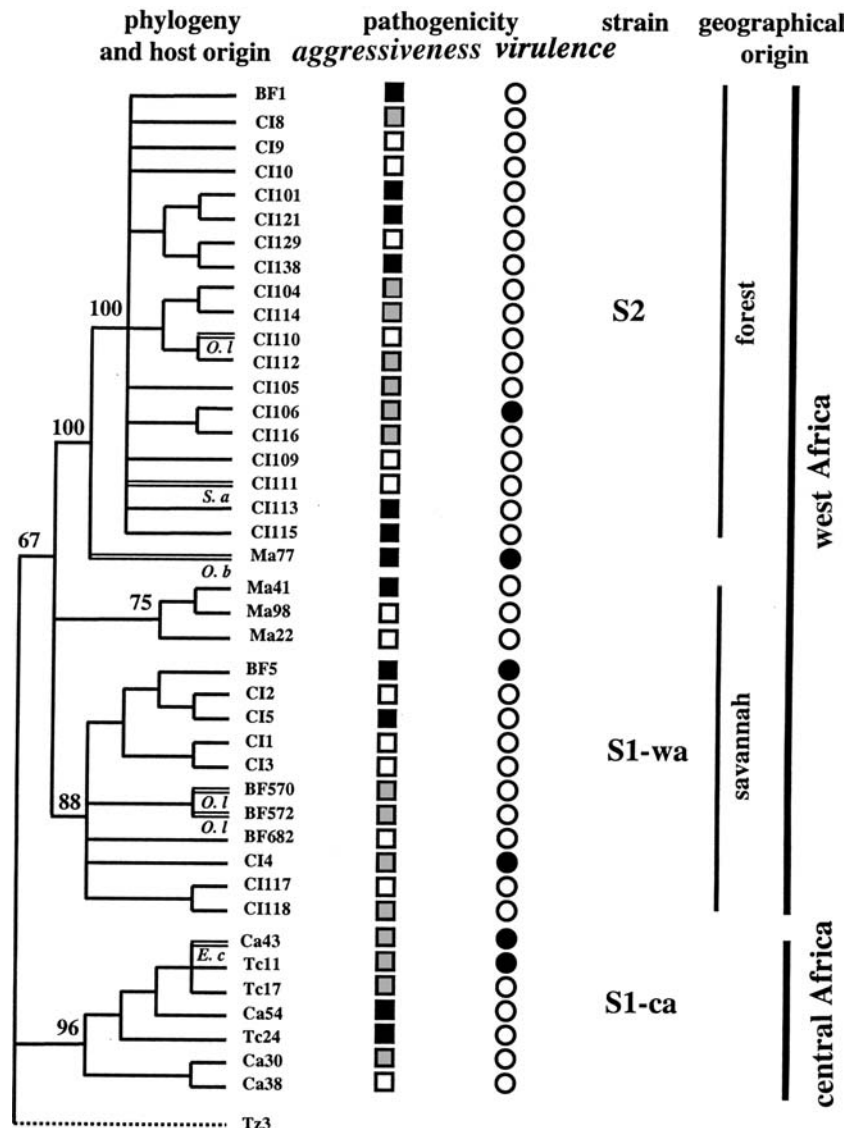 phylogeny pathogenicity strain geographical
and host origin aggressiveness virulence origin
BF1
CI8
CI9
CI10
CI101
CI121
CI129
CI138
CI104
100 CI114 S2
CI110
O. l
CI112
forest
CI105
CI106
100 CI116
CI109
CI111
S. a
CI113
west Africa
CI115
67 Ma77
O. b
Ma41
75 Ma98
Ma22
BF5
CI2
CI5
CI1 S1-wa
CI3
savannah
BF570
88 O. l
BF572
O. l
BF682
CI4
CI117
CI118
Ca43
E. c
Tc11
Tc17
S1-ca
Ca54
96 Tc24
central Africa
Ca30
Ca38
Tz3